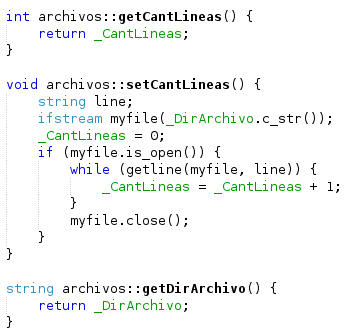 int archivos::getCantLineas() {
    return _CantLineas;
}

void archivos::setCantLineas() {
    string line;
    ifstream myfile(_DirArchivo.c_str());
    _CantLineas = 0;
    if (myfile.is_open()) {
        while (getline(myfile, line)) {
            _CantLineas = _CantLineas + 1;
        }
        myfile.close();
    }
}

string archivos::getDirArchivo() {
    return _DirArchivo;
}